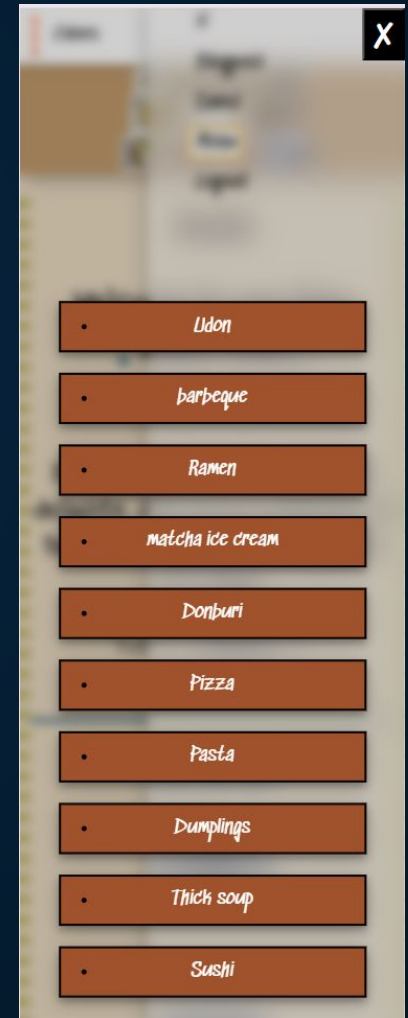 X
Udon
barbeque
Ramen
matcha ice cream
Donburi
Pizza
Pasta
Dumplings
Thick soup
Sushi